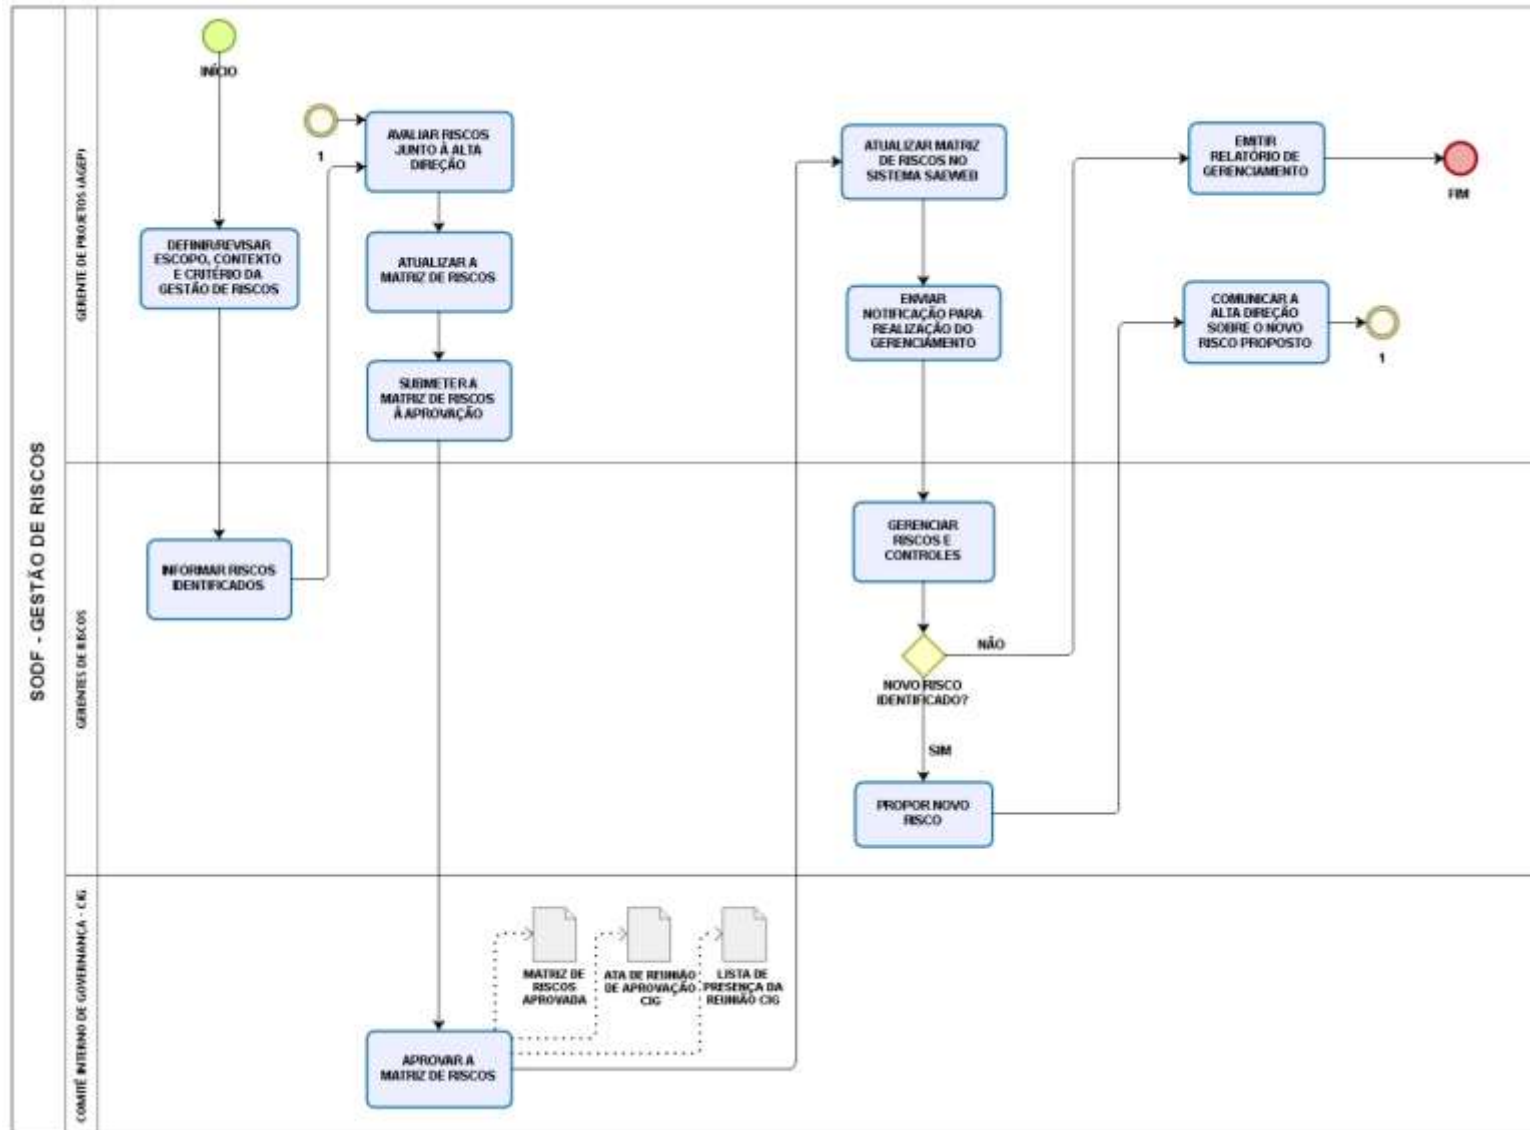 SODF - GESTÃO DE RISCOS
GERENTE DE PROJETOS (AGEP)
INÍCIO
1
AVALIAR RISCOS
JUNTO À ALTA
DIREÇÃO
DEFINIR/REVISAR
ESCOPO, CONTEXTO
E CRITÉRIO DA
GESTÃO DE RISCOS
ATUALIZAR A
MATRIZ DE RISCOS
SUBMETER A
MATRIZ DE RISCOS
À APROVAÇÃO
ATUALIZAR MATRIZ
DE RISCOS NO
SISTEMA SAEWEB
ENVIAR
NOTIFICAÇÃO PARA
REALIZAÇÃO DO
GERENCIAMENTO
EMITIR
RELATÓRIO DE
GERENCIAMENTO
FIM
COMUNICAR A
ALTA DIREÇÃO
SOBRE O NOVO
RISCO PROPOSTO
1
GERENTES DE RISCOS
INFORMAR RISCOS
IDENTIFICADOS
GERENCIAR
RISCOS E
CONTROLES
NÃO
NOVO RISCO
IDENTIFICADO?
SIM
PROPOR NOVO
RISCO
COMITÊ INTERNO DE GOVERNANÇA - CIG
MATRIZ DE
RISCOS
APROVADA
ATA DE REUNIÃO
DE APROVAÇÃO
CIG
LISTA DE
PRESENÇA DA
REUNIÃO CIG
APROVAR A
MATRIZ DE RISCOS